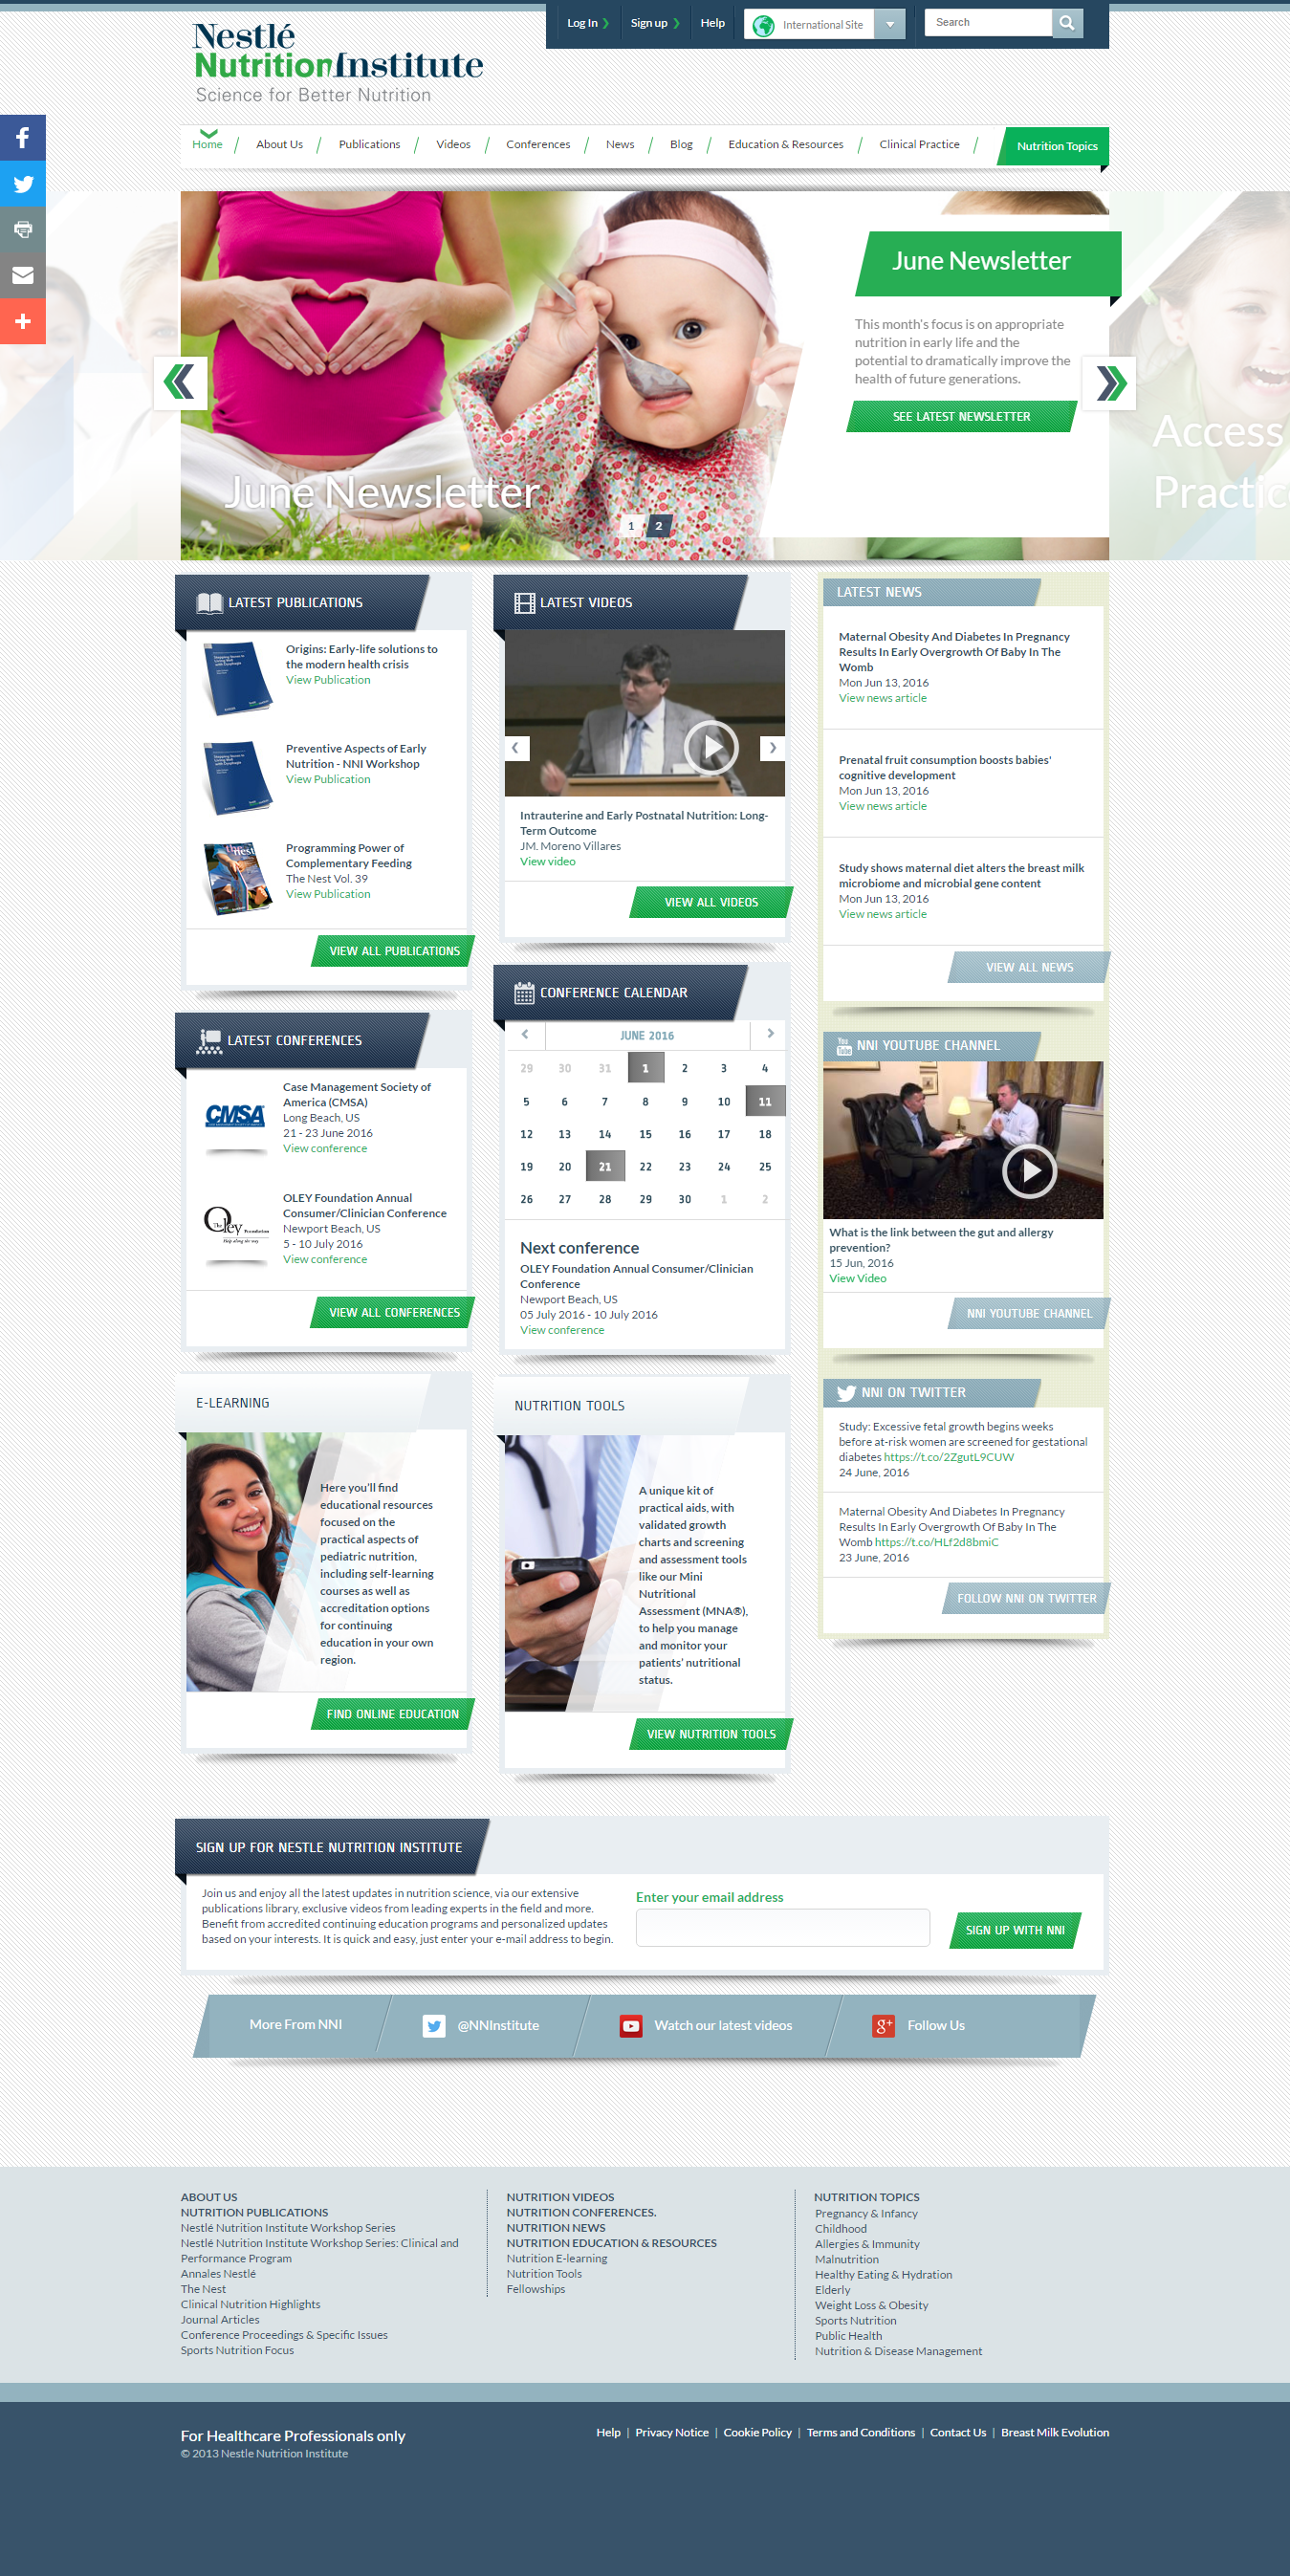 Log In
Sign up
Help
International Site
Search
Nestlé
NutritionInstitute
Science for Better Nutrition
Home
About Us
Publications
Videos
Conferences
News
Blog
Education & Resources
Clinical Practice
Nutrition Topics
June Newsletter
This month's focus is on appropriate
nutrition in early life and the
potential to dramatically improve the
health of future generations.
SEE LATEST NEWSLETTER
June Newsletter
1
2
Access
Practic
LATEST PUBLICATIONS
Origins: Early-life solutions to
the modern health crisis
View Publication
Preventive Aspects of Early
Nutrition - NNI Workshop
View Publication
Programming Power of
Complementary Feeding
The Nest Vol. 39
View Publication
VIEW ALL PUBLICATIONS
LATEST CONFERENCES
CMSA
Case Management Society of
America (CMSA)
Long Beach, US
21 - 23 June 2016
View conference
The Oley Foundation
Help along the way
OLEY Foundation Annual
Consumer/Clinician Conference
Newport Beach, US
5 - 10 July 2016
View conference
VIEW ALL CONFERENCES
E-LEARNING
Here you'll find
educational resources
focused on the
practical aspects of
pediatric nutrition,
including self-learning
courses as well as
accreditation options
for continuing
education in your own
region.
FIND ONLINE EDUCATION
LATEST VIDEOS
Intrauterine and Early Postnatal Nutrition: Long-
Term Outcome
JM. Moreno Villares
View video
VIEW ALL VIDEOS
CONFERENCE CALENDAR
JUNE 2016
29 30 31 1 2 3 4
5 6 7 8 9 10 11
12 13 14 15 16 17 18
19 20 21 22 23 24 25
26 27 28 29 30 1 2
Next conference
OLEY Foundation Annual Consumer/Clinician
Conference
Newport Beach, US
05 July 2016 - 10 July 2016
View conference
NUTRITION TOOLS
A unique kit of
practical aids, with
validated growth
charts and screening
and assessment tools
like our Mini
Nutritional
Assessment (MNA®),
to help you manage
and monitor your
patients' nutritional
status.
VIEW NUTRITION TOOLS
LATEST NEWS
Maternal Obesity And Diabetes In Pregnancy
Results In Early Overgrowth Of Baby In The
Womb
Mon Jun 13, 2016
View news article
Prenatal fruit consumption boosts babies'
cognitive development
Mon Jun 13, 2016
View news article
Study shows maternal diet alters the breast milk
microbiome and microbial gene content
Mon Jun 13, 2016
View news article
VIEW ALL NEWS
You Tube NNI YOUTUBE CHANNEL
What is the link between the gut and allergy
prevention?
15 Jun, 2016
View Video
NNI YOUTUBE CHANNEL
NNI ON TWITTER
Study: Excessive fetal growth begins weeks
before at-risk women are screened for gestational
diabetes https://t.co/2ZgutL9CUW
24 June, 2016
Maternal Obesity And Diabetes In Pregnancy
Results In Early Overgrowth Of Baby In The
Womb https://t.co/HLf2d8bmiC
23 June, 2016
FOLLOW NNI ON TWITTER
SIGN UP FOR NESTLE NUTRITION INSTITUTE
Join us and enjoy all the latest updates in nutrition science, via our extensive
publications library, exclusive videos from leading experts in the field and more.
Benefit from accredited continuing education programs and personalized updates
based on your interests. It is quick and easy, just enter your e-mail address to begin.
Enter your email address
SIGN UP WITH NNI
More From NNI
@NNInstitute
Watch our latest videos
Follow Us
ABOUT US
NUTRITION PUBLICATIONS
Nestlé Nutrition Institute Workshop Series
Nestlé Nutrition Institute Workshop Series: Clinical and
Performance Program
Annales Nestlé
The Nest
Clinical Nutrition Highlights
Journal Articles
Conference Proceedings & Specific Issues
Sports Nutrition Focus
NUTRITION VIDEOS
NUTRITION CONFERENCES.
NUTRITION NEWS
NUTRITION EDUCATION & RESOURCES
Nutrition E-learning
Nutrition Tools
Fellowships
NUTRITION TOPICS
Pregnancy & Infancy
Childhood
Allergies & Immunity
Malnutrition
Healthy Eating & Hydration
Elderly
Weight Loss & Obesity
Sports Nutrition
Public Health
Nutrition & Disease Management
For Healthcare Professionals only
© 2013 Nestle Nutrition Institute
Help | Privacy Notice | Cookie Policy | Terms and Conditions | Contact Us | Breast Milk Evolution